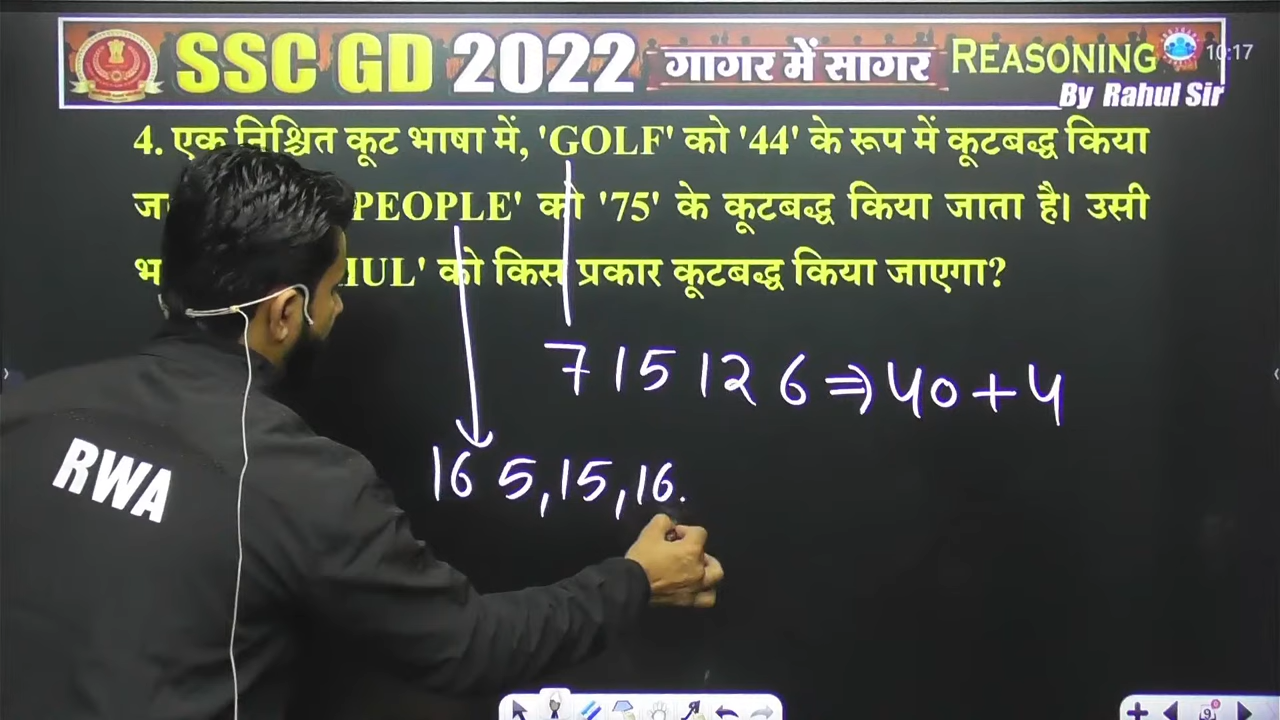 SSC GD 2022 गागर में सागर REASONING
10:17
By Rahul Sir
4. एक निश्चित कूट भाषा में, 'GOLF' को '44' के रूप में कूटबद्ध किया
PEOPLE' को '75' के कूटबद्ध किया जाता है। उसी
HUL' को किस प्रकार कूटबद्ध किया जाएगा?
7 15 12 6 ⇒ 40 + 4
16 5, 15, 16.
RWA